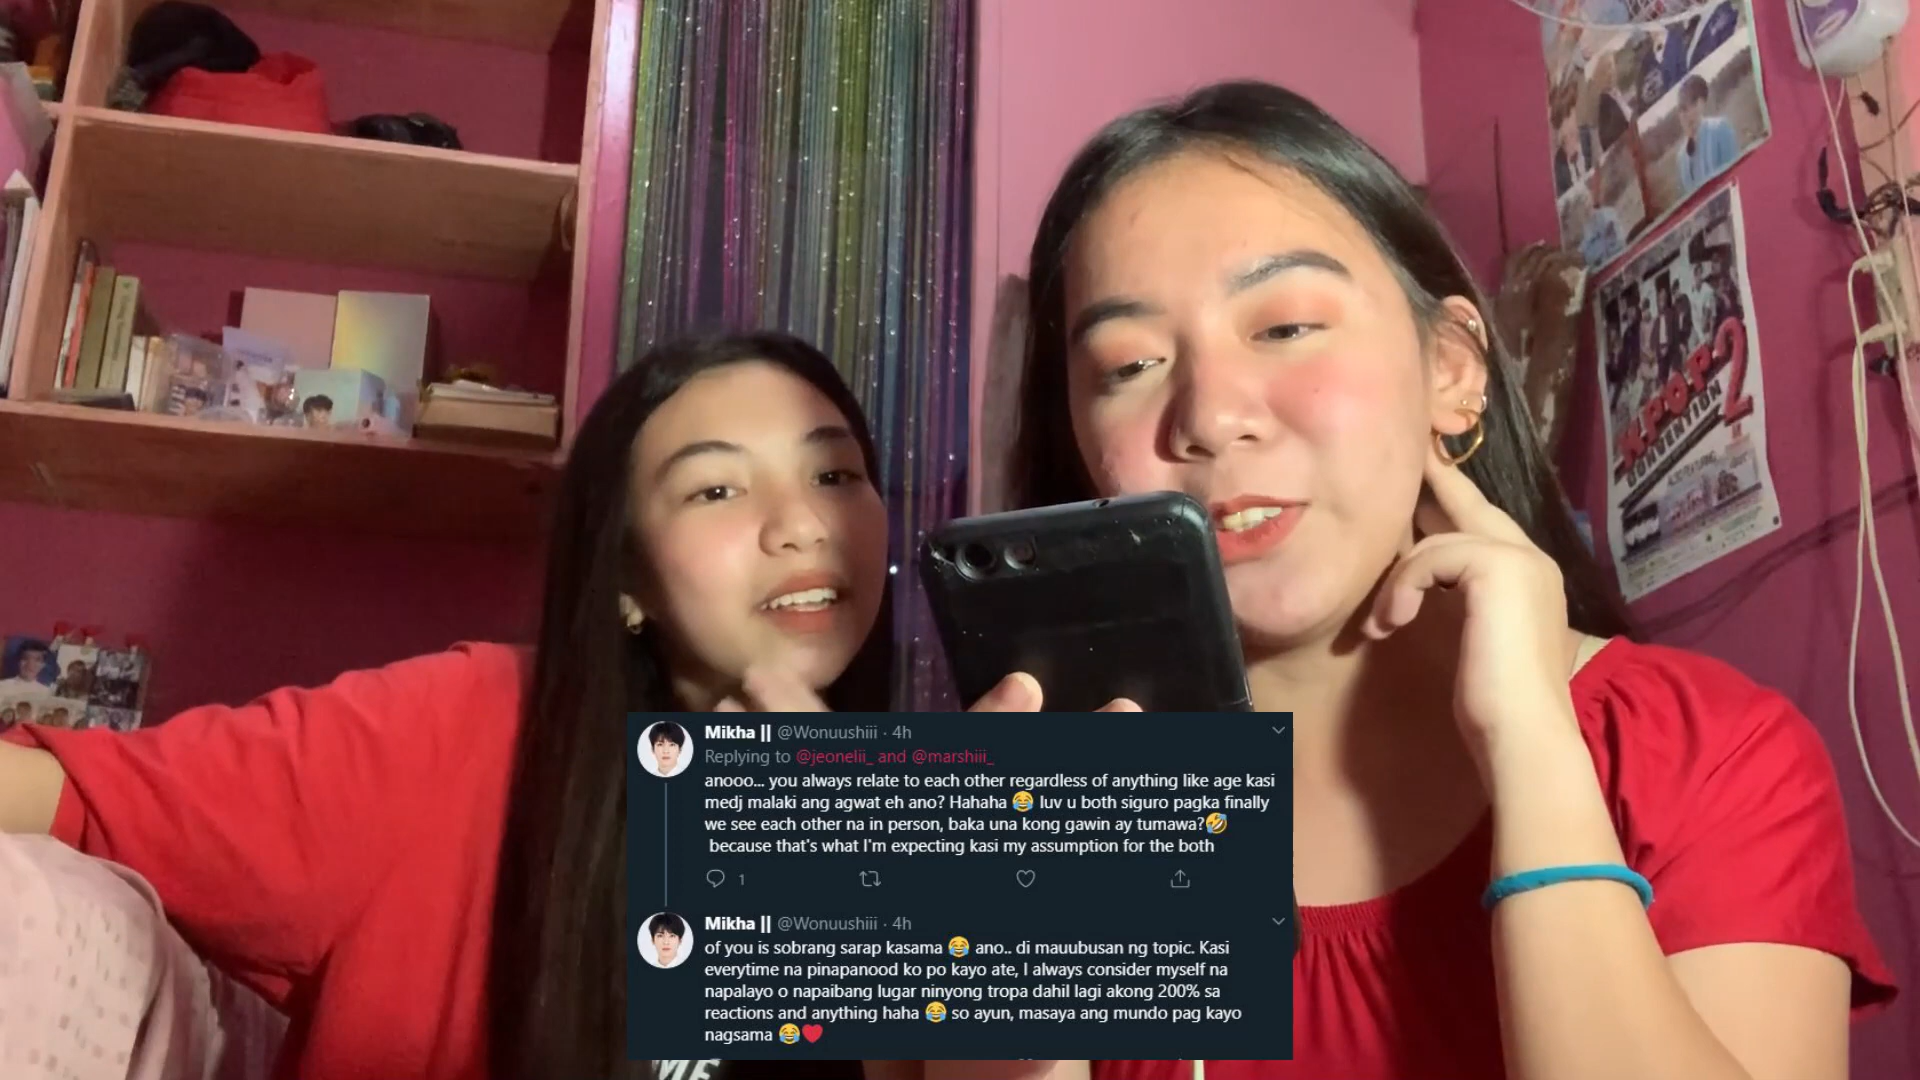 K-POP
CONVENTION 2
Mikha || @Wonuushiii · 4h
Replying to @jeonelii_ and @marshiii_
anooo... you always relate to each other regardless of anything like age kasi
medj malaki ang agwat eh ano? Hahaha 😂 luv u both siguro pagka finally
we see each other na in person, baka una kong gawin ay tumawa?🤣
because that's what I'm expecting kasi my assumption for the both
1
Mikha || @Wonuushiii · 4h
of you is sobrang sarap kasama 😂 ano.. di mauubusan ng topic. Kasi
everytime na pinapanood ko po kayo ate, I always consider myself na
napalayo o napaibang lugar ninyong tropa dahil lagi akong 200% sa
reactions and anything haha 😂 so ayun, masaya ang mundo pag kayo
nagsama 😂❤️